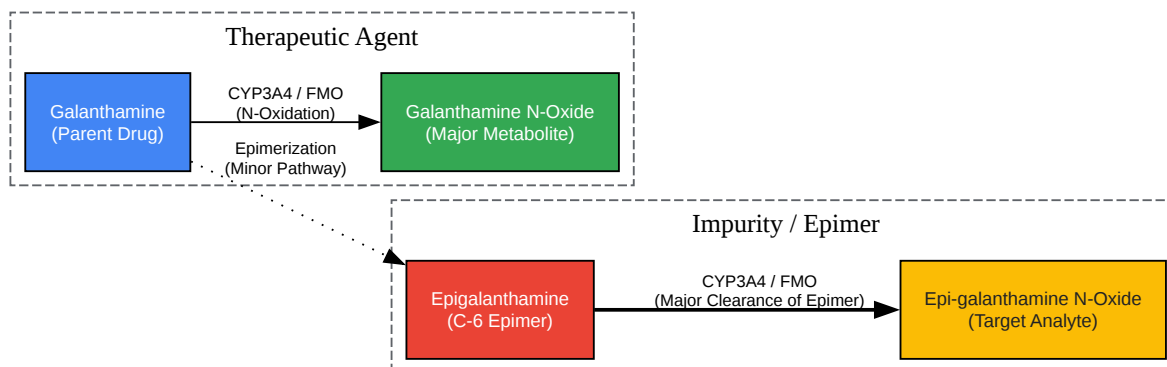 Therapeutic Agent
Galanthamine
(Parent Drug)
CYP3A4 / FMO
(N-Oxidation)
Galanthamine N-Oxide
(Major Metabolite)
Epimerization
(Minor Pathway)
Impurity / Epimer
Epigalanthamine
(C-6 Epimer)
CYP3A4 / FMO
(Major Clearance of Epimer)
Epi-galanthamine N-Oxide
(Target Analyte)